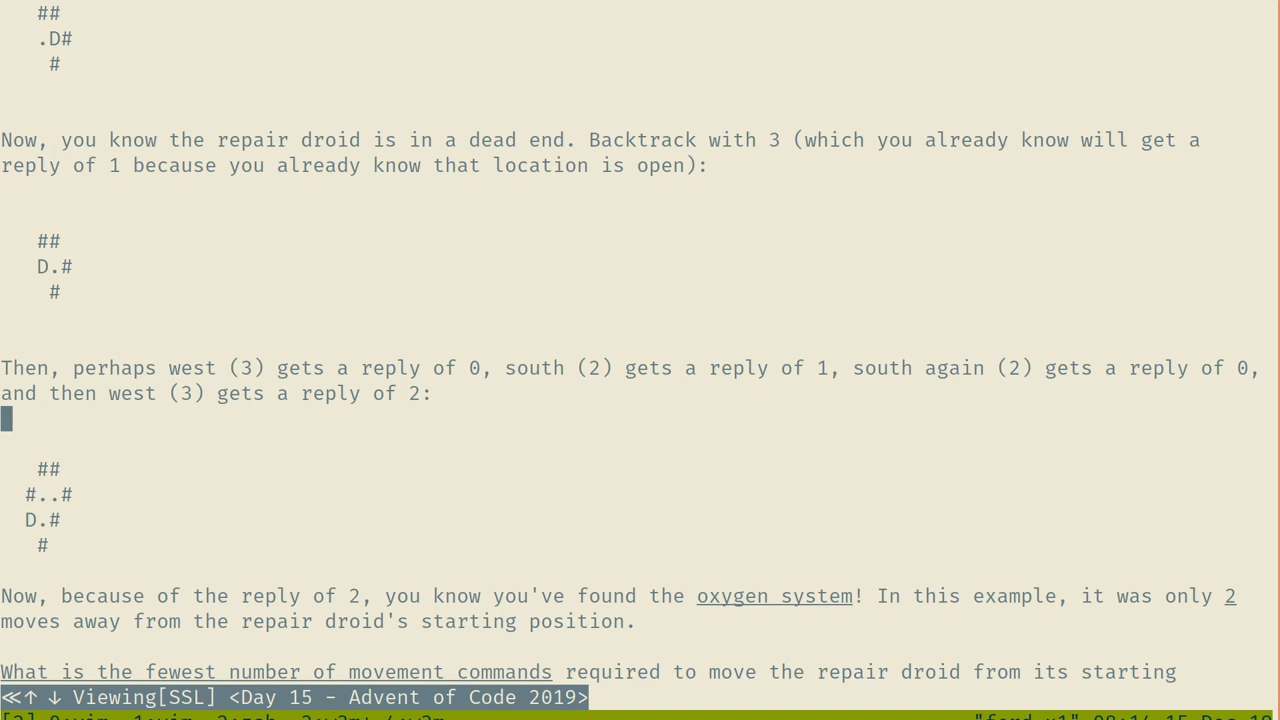 ##
.D#
#
Now, you know the repair droid is in a dead end. Backtrack with 3 (which you already know will get a
reply of 1 because you already know that location is open):
##
D.#
#
Then, perhaps west (3) gets a reply of 0, south (2) gets a reply of 1, south again (2) gets a reply of 0,
and then west (3) gets a reply of 2:
##
#..#
D.#
#
Now, because of the reply of 2, you know you've found the oxygen system! In this example, it was only 2
moves away from the repair droid's starting position.
What is the fewest number of movement commands required to move the repair droid from its starting
≪↑ ↓ Viewing[SSL] <Day 15 - Advent of Code 2019>